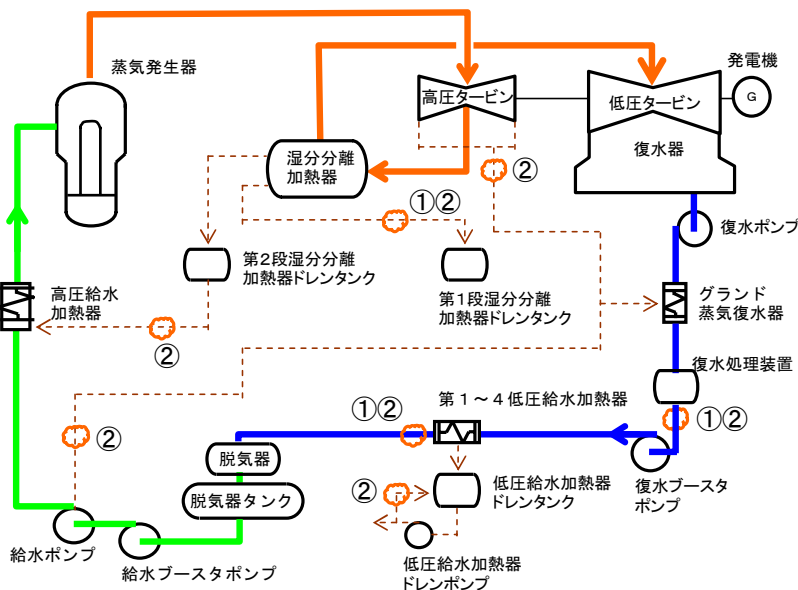 発電機
蒸気発生器
高圧タービン
低圧タービン
G
湿分分離
加熱器
復水器
②
①②
復水ポンプ
第2段湿分分離
加熱器ドレンタンク
第1段湿分分離
加熱器ドレンタンク
グランド
蒸気復水器
高圧給水
加熱器
②
復水処理装置
第1～4低圧給水加熱器
①②
①②
②
脱気器
脱気器タンク
②
低圧給水加熱器
ドレンタンク
復水ブースタ
ポンプ
給水ポンプ
給水ブースタポンプ
低圧給水加熱器
ドレンポンプ